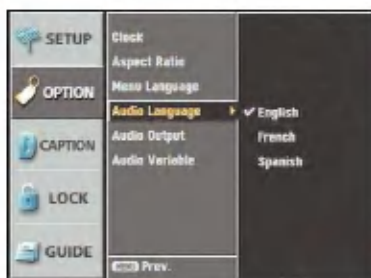 SETUP
OPTION
CAPTION
LOCK
GUIDE
Clock
Aspect Ratio
Menu Language
Audio Language
Audio Output
Audio Variable
Prev.
✔ English
French
Spanish